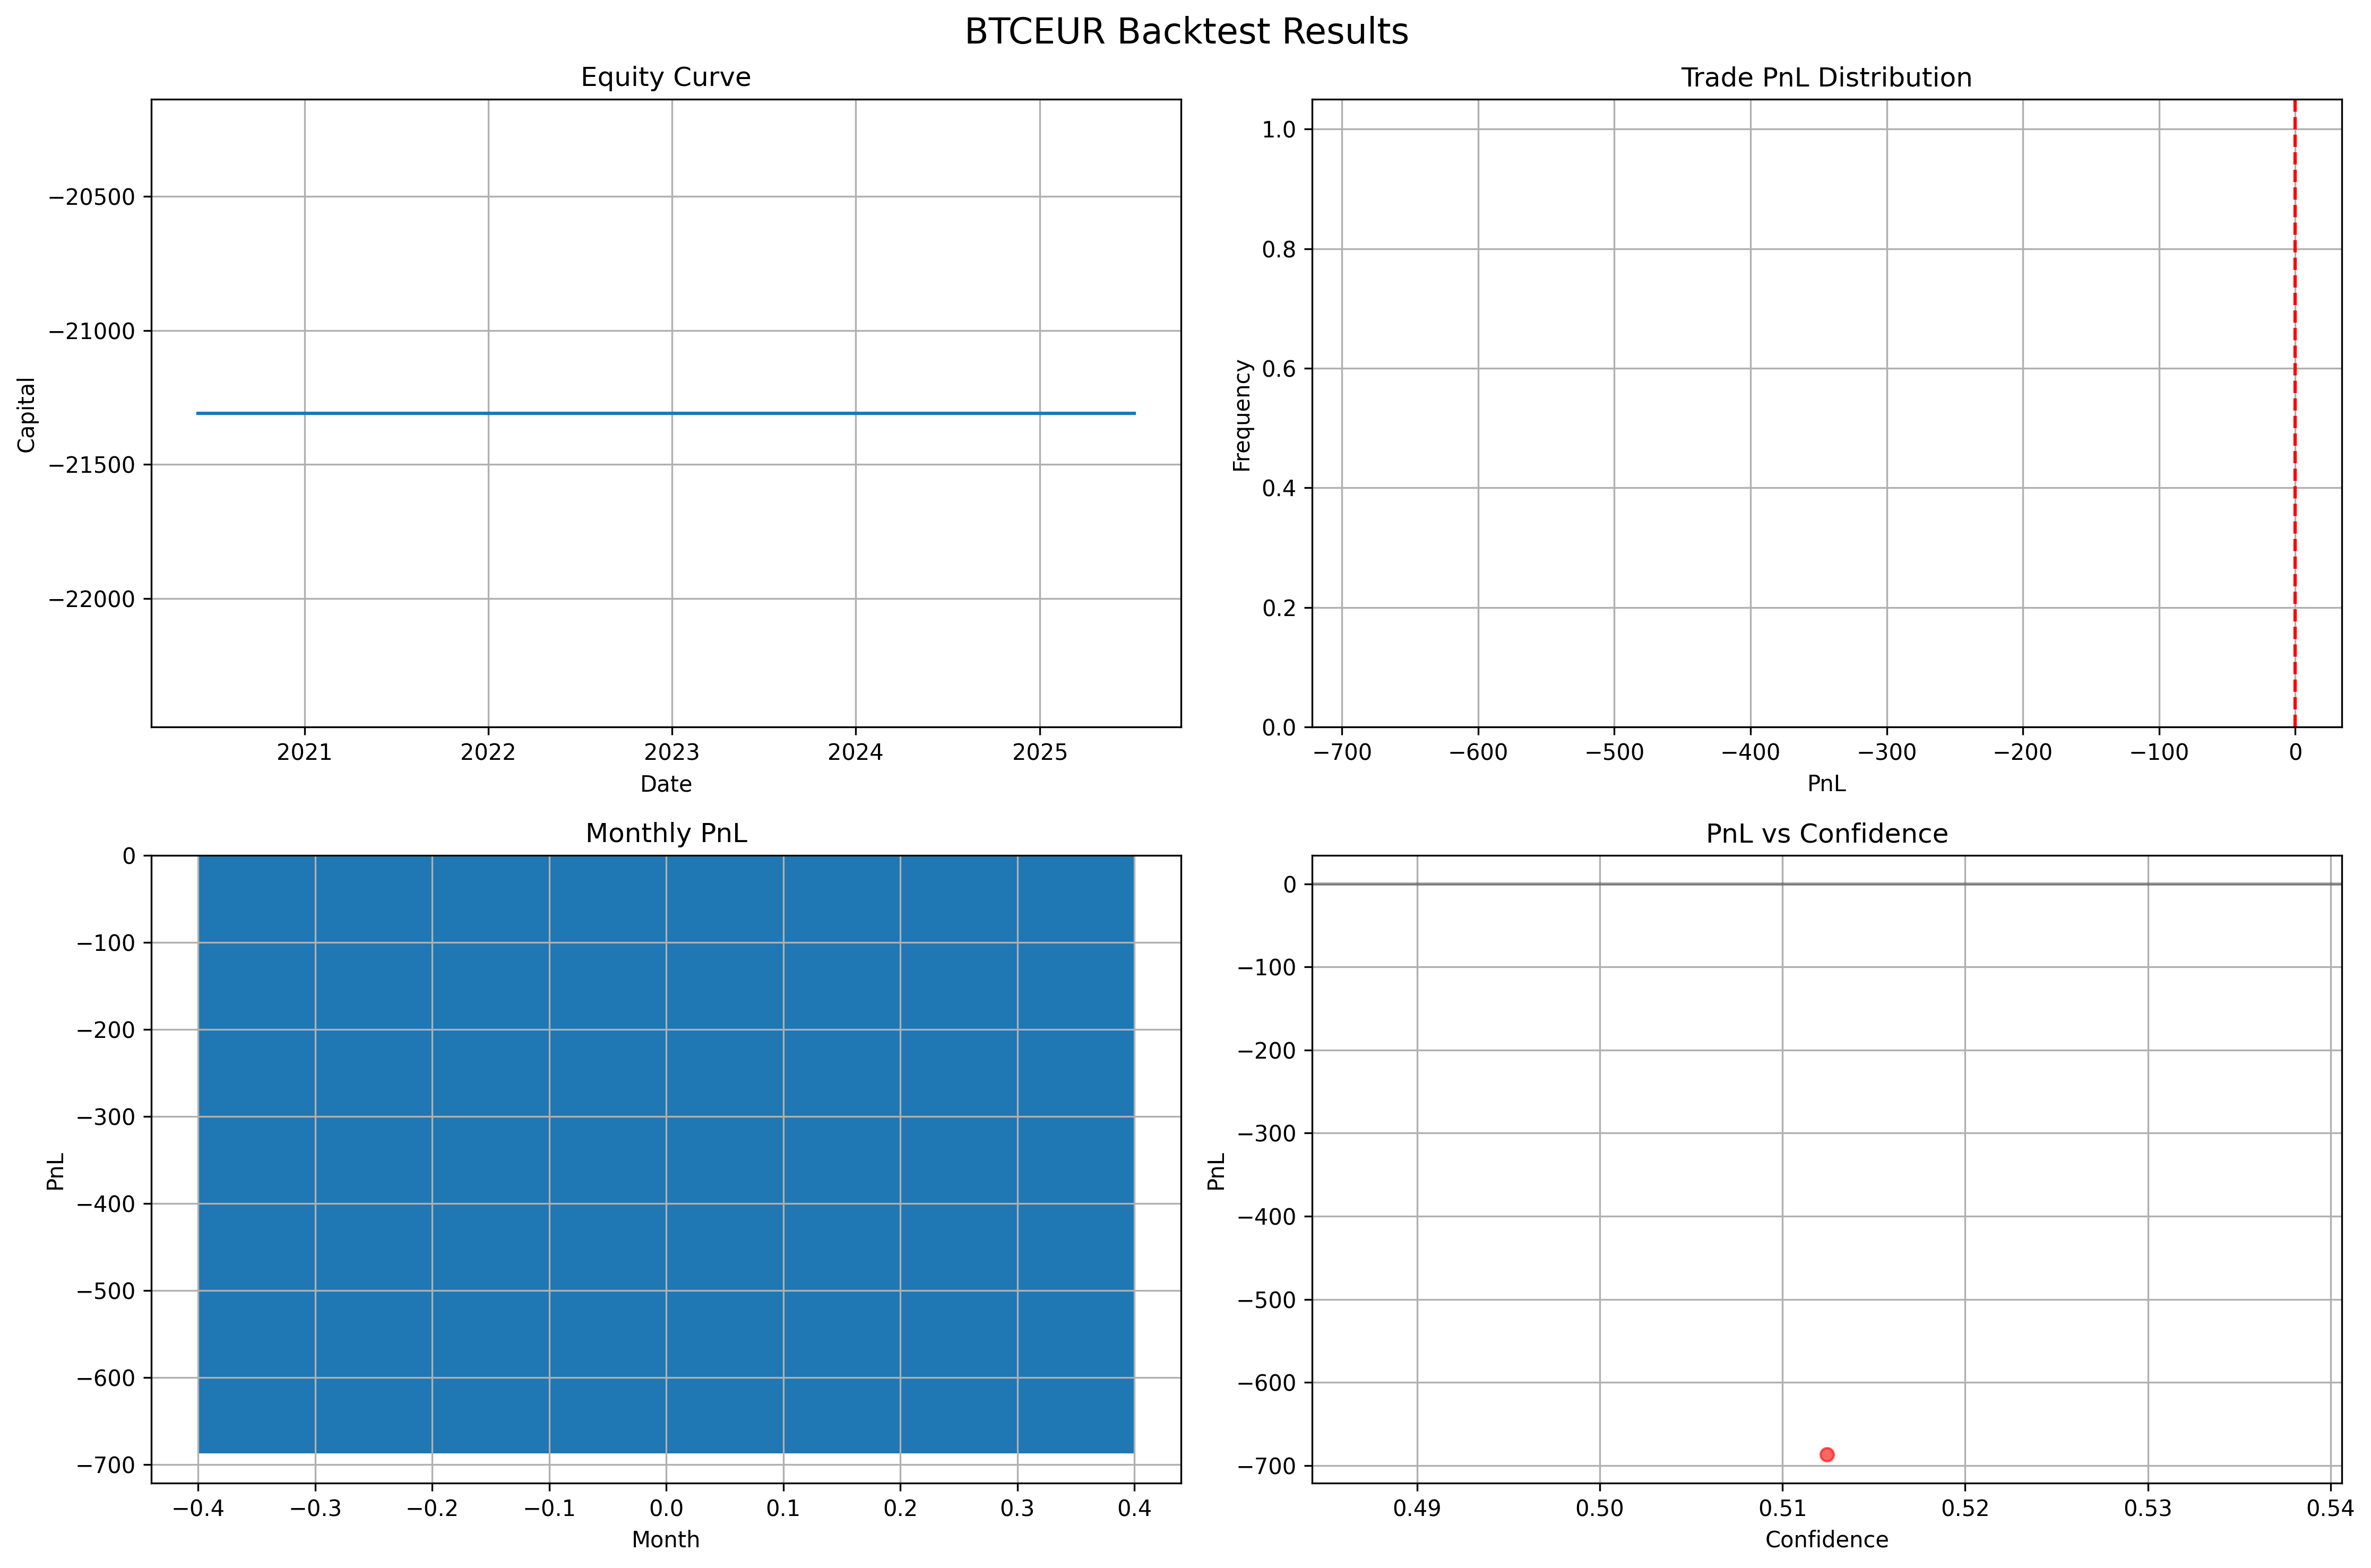 BTCEUR Backtest Results
Equity Curve
−20500
−21000
−21500
−22000
Capital
2021 2022 2023 2024 2025
Date
Trade PnL Distribution
1.0
0.8
0.6
0.4
0.2
0.0
Frequency
−700 −600 −500 −400 −300 −200 −100 0
PnL
Monthly PnL
0
−100
−200
−300
−400
−500
−600
−700
PnL
−0.4 −0.3 −0.2 −0.1 0.0 0.1 0.2 0.3 0.4
Month
PnL vs Confidence
0
−100
−200
−300
−400
−500
−600
−700
PnL
0.49 0.50 0.51 0.52 0.53 0.54
Confidence